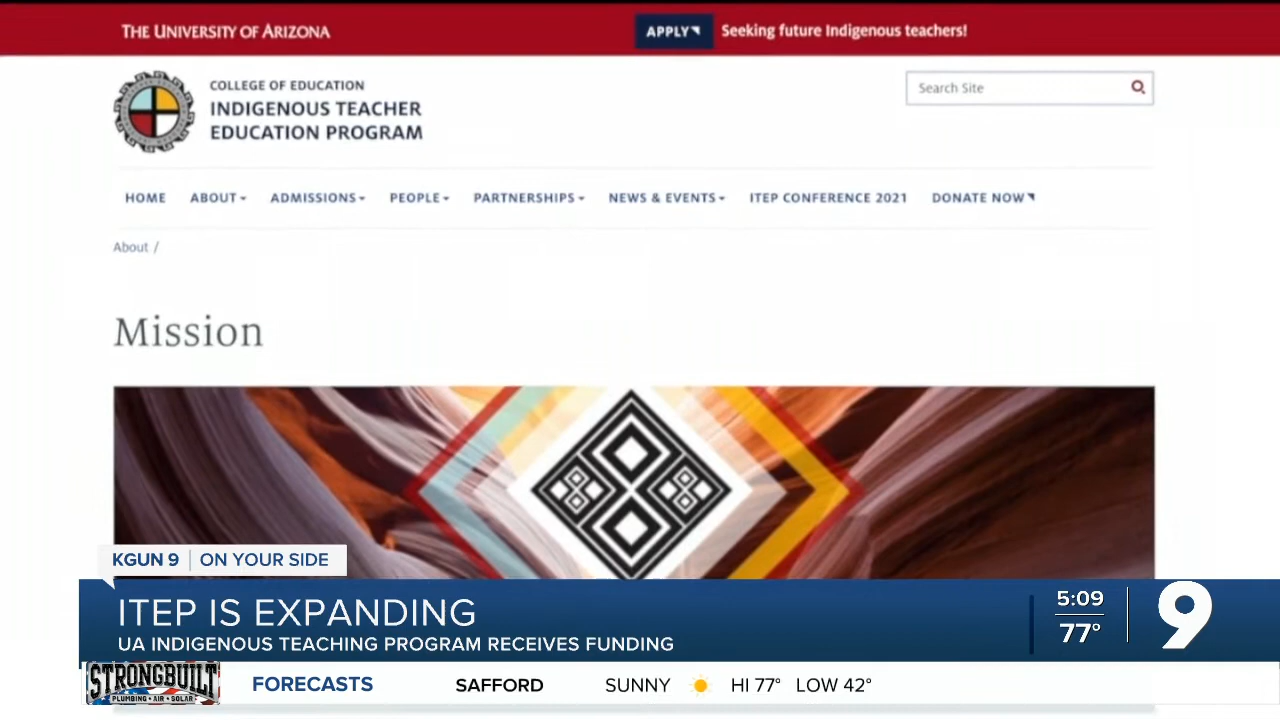 THE UNIVERSITY OF ARIZONA
APPLY Seeking future Indigenous teachers!
COLLEGE OF EDUCATION
INDIGENOUS TEACHER
EDUCATION PROGRAM
Search Site
HOME ABOUT ADMISSIONS PEOPLE PARTNERSHIPS NEWS & EVENTS ITEP CONFERENCE 2021 DONATE NOW
About /
Mission
KGUN 9 | ON YOUR SIDE
ITEP IS EXPANDING
UA INDIGENOUS TEACHING PROGRAM RECEIVES FUNDING
5:09
77°
9
STRONGBUILT
PLUMBING • AIR • SOLAR
FORECASTS SAFFORD SUNNY HI 77° LOW 42°